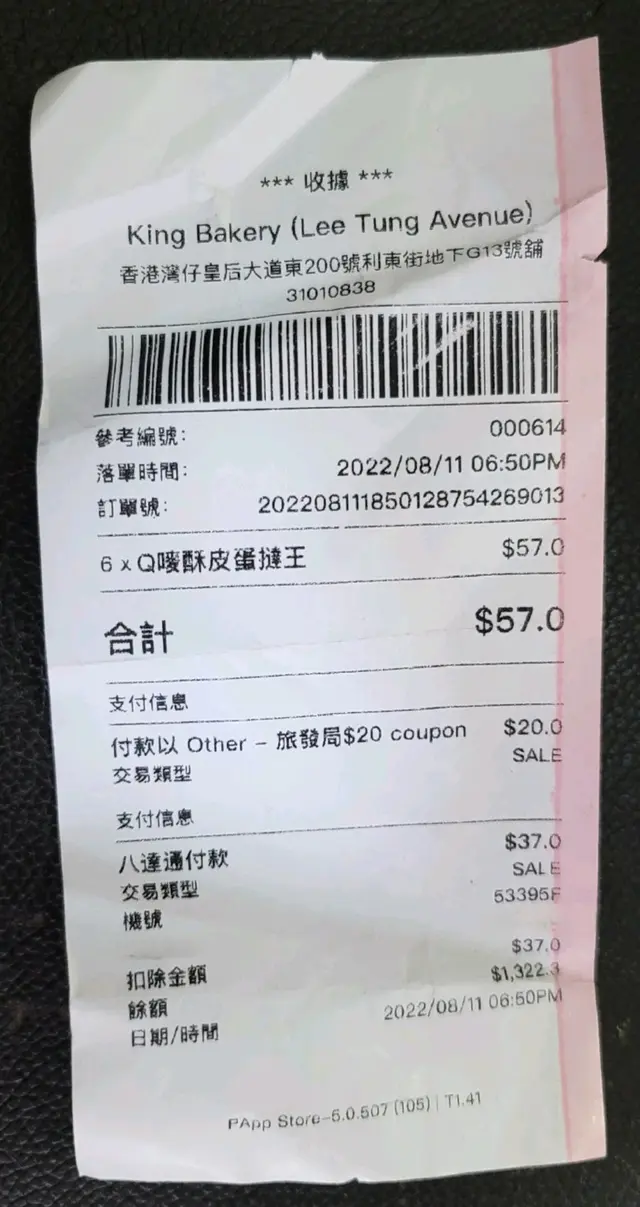 *** 收據 ***
King Bakery (Lee Tung Avenue)
香港灣仔皇后大道東200號利東街地下G13號舖
31010838
參考編號: 000614
落單時間: 2022/08/11 06:50PM
訂單號: 202208111850128754269013
6 x Q嘜酥皮蛋撻王 $57.0
合計 $57.0
支付信息
付款以 Other - 旅發局$20 coupon $20.0
交易類型 SALE
支付信息
八達通付款 $37.0
交易類型 SALE
機號 53395F
扣除金額 $37.0
餘額 $1,322.3
日期/時間 2022/08/11 06:50PM
PApp Store-5.0.507 (105) | T1.41